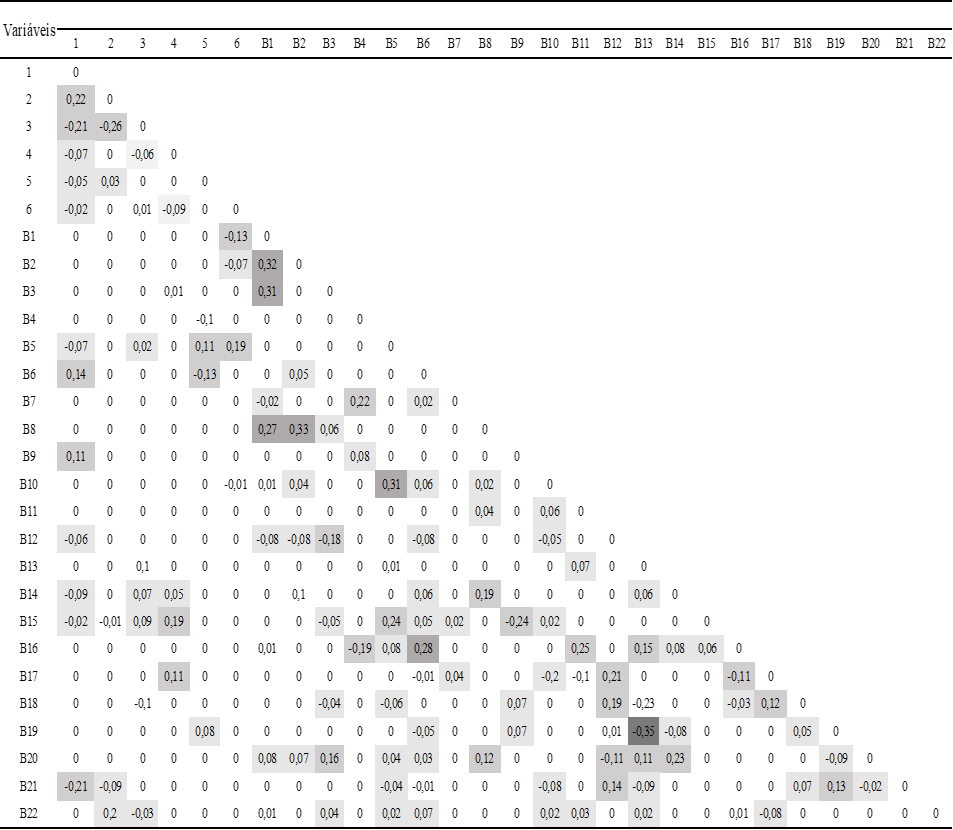 Variáveis
1 2 3 4 5 6 B1 B2 B3 B4 B5 B6 B7 B8 B9 B10 B11 B12 B13 B14 B15 B16 B17 B18 B19 B20 B21 B22
1 0
2 0,22 0
3 -0,21 -0,26 0
4 -0,07 0 -0,06 0
5 -0,05 0,03 0 0 0
6 -0,02 0 0,01 -0,09 0 0
B1 0 0 0 0 0 -0,13 0
B2 0 0 0 0 0 -0,07 0,32 0
B3 0 0 0 0,01 0 0 0,31 0 0
B4 0 0 0 0 -0,1 0 0 0 0 0
B5 -0,07 0 0,02 0 0,11 0,19 0 0 0 0 0
B6 0,14 0 0 0 -0,13 0 0 0,05 0 0 0 0
B7 0 0 0 0 0 0 -0,02 0 0 0,22 0 0,02 0
B8 0 0 0 0 0 0 0,27 0,33 0,06 0 0 0 0 0
B9 0,11 0 0 0 0 0 0 0 0 0,08 0 0 0 0 0
B10 0 0 0 0 0 -0,01 0,01 0,04 0 0 0,31 0,06 0 0,02 0 0
B11 0 0 0 0 0 0 0 0 0 0 0 0 0 0,04 0 0,06 0
B12 -0,06 0 0 0 0 0 -0,08 -0,08 -0,18 0 0 -0,08 0 0 0 -0,05 0 0
B13 0 0 0,1 0 0 0 0 0 0 0 0,01 0 0 0 0 0 0,07 0 0
B14 -0,09 0 0,07 0,05 0 0 0 0,1 0 0 0 0,06 0 0,19 0 0 0 0 0,06 0
B15 -0,02 -0,01 0,09 0,19 0 0 0 0 -0,05 0 0,24 0,05 0,02 0 -0,24 0,02 0 0 0 0 0
B16 0 0 0 0 0 0 0,01 0 0 -0,19 0,08 0,28 0 0 0 0 0,25 0 0,15 0,08 0,06 0
B17 0 0 0 0,11 0 0 0 0 0 0 0 -0,01 0,04 0 0 -0,2 -0,1 0,21 0 0 0 -0,11 0
B18 0 0 -0,1 0 0 0 0 0 -0,04 0 -0,06 0 0 0 0,07 0 0 0,19 -0,23 0 0 -0,03 0,12 0
B19 0 0 0 0 0,08 0 0 0 0 0 0 -0,05 0 0 0,07 0 0 0,01 -0,35 -0,08 0 0 0 0,05 0
B20 0 0 0 0 0 0 0,08 0,07 0,16 0 0,04 0,03 0 0,12 0 0 0 -0,11 0,11 0,23 0 0 0 0 -0,09 0
B21 -0,21 -0,09 0 0 0 0 0 0 0 0 -0,04 -0,01 0 0 0 -0,08 0 0,14 -0,09 0 0 0 0 0,07 0,13 -0,02 0
B22 0 0,2 -0,03 0 0 0 0,01 0 0,04 0 0,02 0,07 0 0 0 0,02 0,03 0 0,02 0 0 0,01 -0,08 0 0 0 0 0